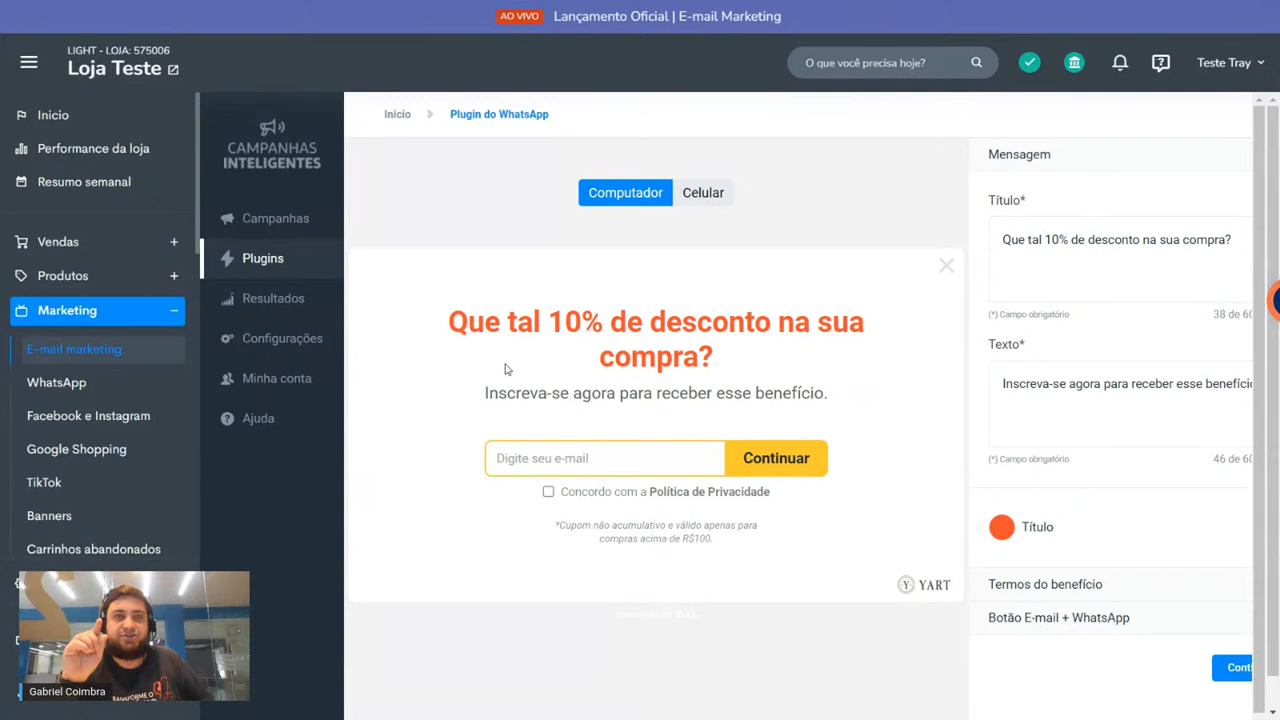 AO VIVO Lançamento Oficial | E-mail Marketing
LIGHT - LOJA: 575006
Loja Teste
O que você precisa hoje?
Teste Tray
Inicio
Performance da loja
Resumo semanal
Vendas
Produtos
Marketing
E-mail marketing
WhatsApp
Facebook e Instagram
Google Shopping
TikTok
Banners
Carrinhos abandonados
CAMPANHAS
INTELIGENTES
Campanhas
Plugins
Resultados
Configurações
Minha conta
Ajuda
Inicio
Plugin do WhatsApp
Computador
Celular
Que tal 10% de desconto na sua
compra?
Inscreva-se agora para receber esse benefício.
Digite seu e-mail
Continuar
Concordo com a Política de Privacidade
*Cupom não acumulativo e válido apenas para
compras acima de R$100.
Y YART
Mensagem
Título*
Que tal 10% de desconto na sua compra?
(*) Campo obrigatório
38 de 60
Texto*
Inscreva-se agora para receber esse benefício
(*) Campo obrigatório
46 de 60
Título
Termos do benefício
Botão E-mail + WhatsApp
Conti
Gabriel Coimbra